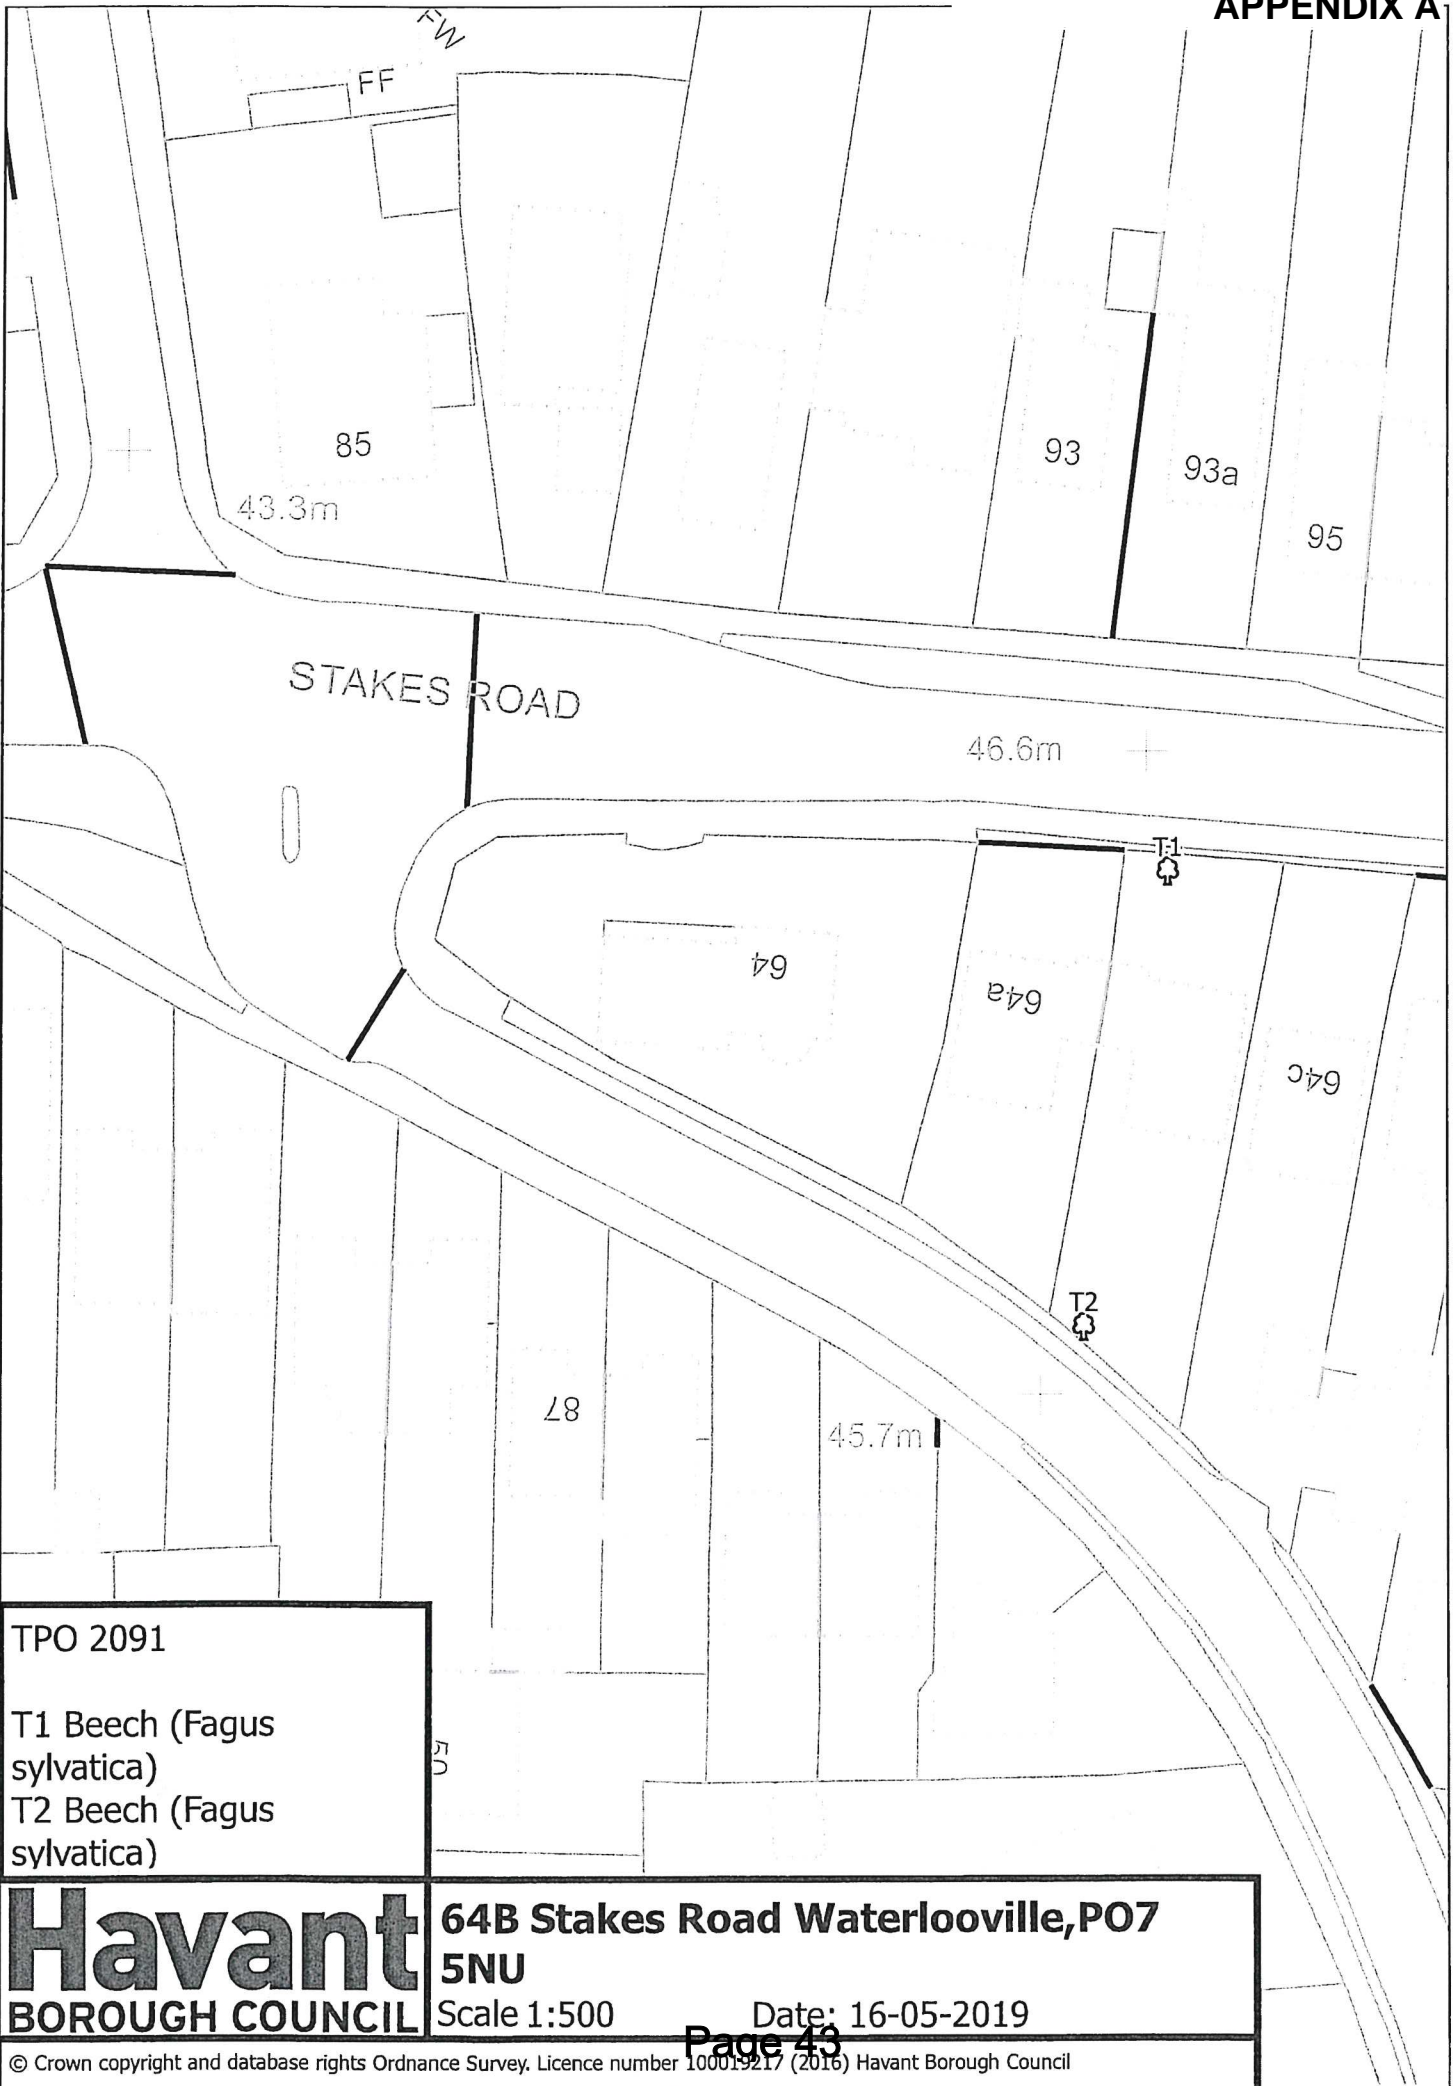 APPENDIX A
FW
FF
85
43.3m
93
93a
95
STAKES ROAD
46.6m
T1
64
64a
64c
T2
87
45.7m
50
TPO 2091
T1 Beech (Fagus
sylvatica)
T2 Beech (Fagus
sylvatica)
Havant
BOROUGH COUNCIL
64B Stakes Road Waterlooville,PO7
5NU
Scale 1:500 Date: 16-05-2019
Page 43
© Crown copyright and database rights Ordnance Survey. Licence number 100019217 (2016) Havant Borough Council